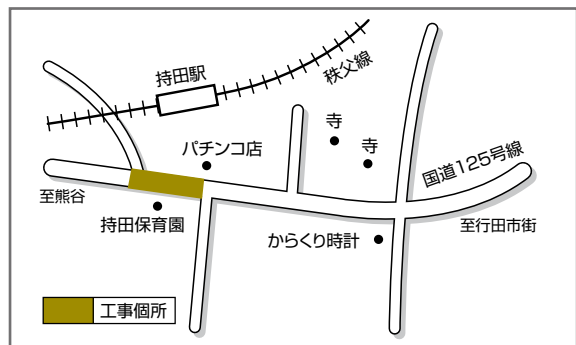 持田駅
秩父線
パチンコ店
寺
寺
国道125号線
至熊谷
持田保育園
からくり時計
至行田市街
工事個所